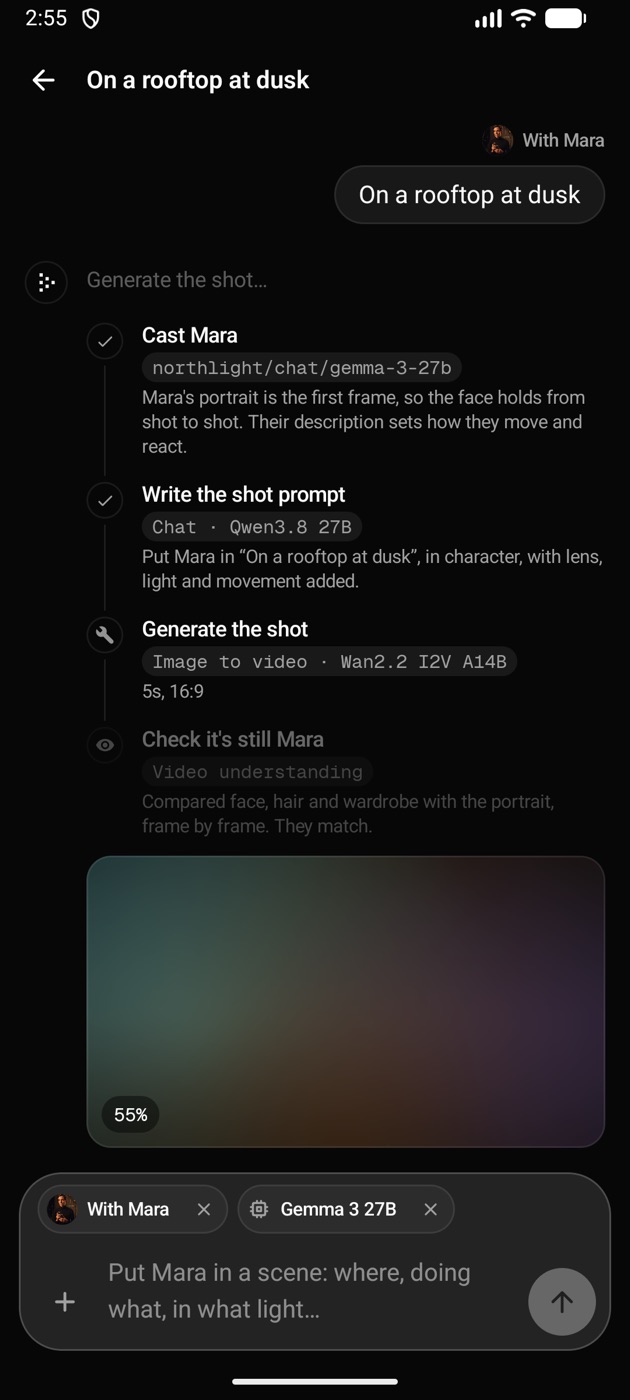 2:55
On a rooftop at dusk
With Mara
On a rooftop at dusk
Generate the shot…
Cast Mara
northlight/chat/gemma-3-27b
Mara's portrait is the first frame, so the face holds from
shot to shot. Their description sets how they move and
react.
Write the shot prompt
Chat · Qwen3.8 27B
Put Mara in “On a rooftop at dusk”, in character, with lens,
light and movement added.
Generate the shot
Image to video · Wan2.2 I2V A14B
5s, 16:9
Check it's still Mara
Video understanding
Compared face, hair and wardrobe with the portrait,
frame by frame. They match.
55%
With Mara
Gemma 3 27B
Put Mara in a scene: where, doing
what, in what light…